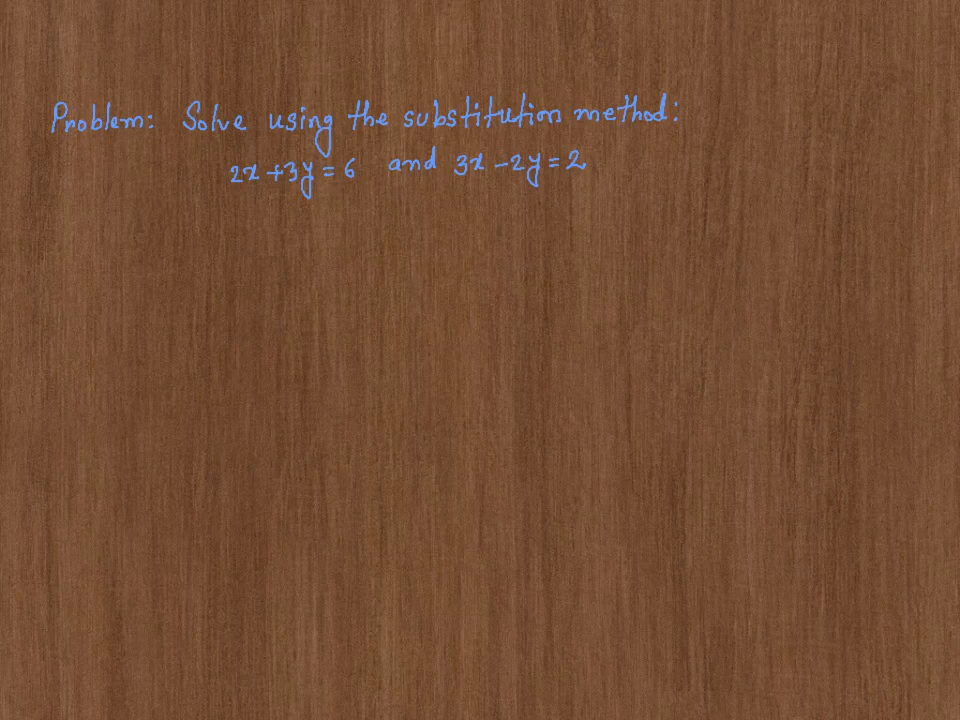 Problem: Solve using the substitution method:
2x+3y=6 and 3x-2y=2